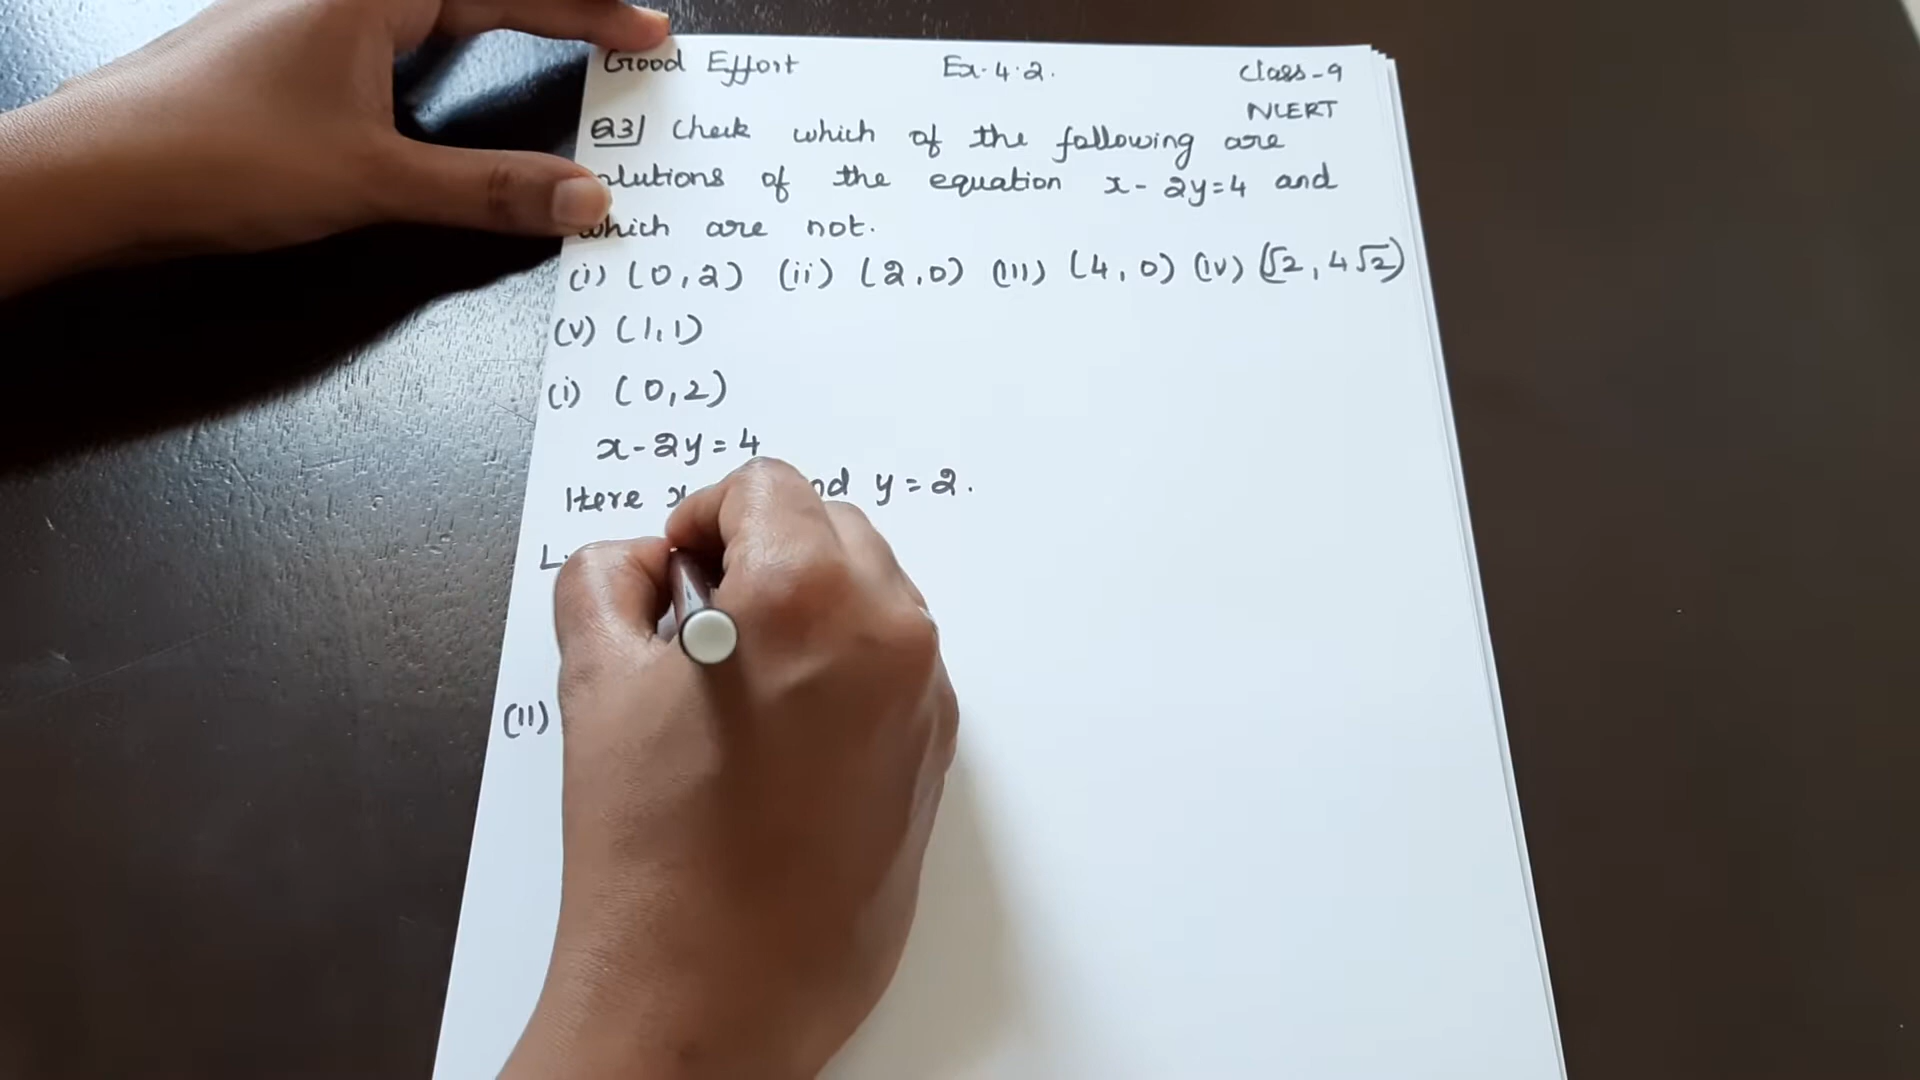 Good Effort Ex. 4.2. Class-9
NCERT
Q3) Check which of the following are
of the equation x - 2y = 4 and
which are not.
(i) (0,2) (ii) (2,0) (iii) (4,0) (iv) (√2, 4√2)
(v) (1,1)
(i) (0,2)
x - 2y = 4
Here x y = 2.
(ii)